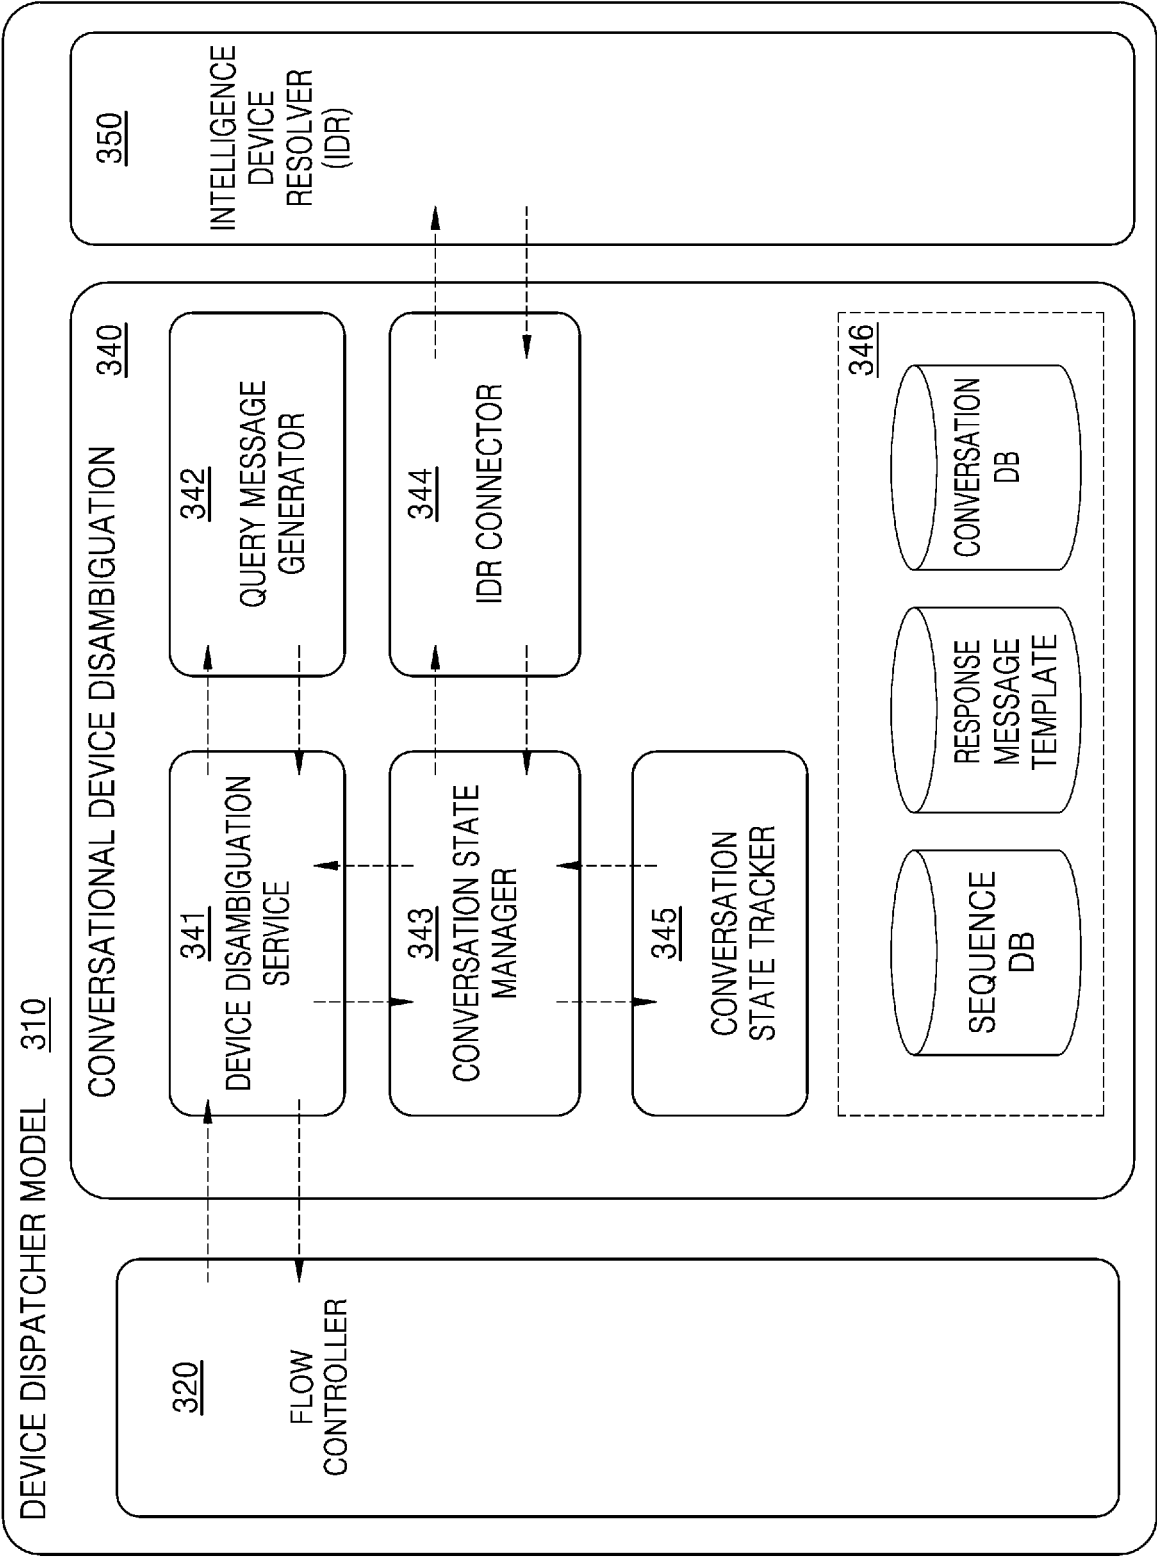 DEVICE DISPATCHER MODEL 310
320
FLOW
CONTROLLER
CONVERSATIONAL DEVICE DISAMBIGUATION 340
341
DEVICE DISAMBIGUATION
SERVICE
342
QUERY MESSAGE
GENERATOR
343
CONVERSATION STATE
MANAGER
344
IDR CONNECTOR
345
CONVERSATION
STATE TRACKER
346
SEQUENCE
DB
RESPONSE
MESSAGE
TEMPLATE
CONVERSATION
DB
350
INTELLIGENCE
DEVICE
RESOLVER
(IDR)